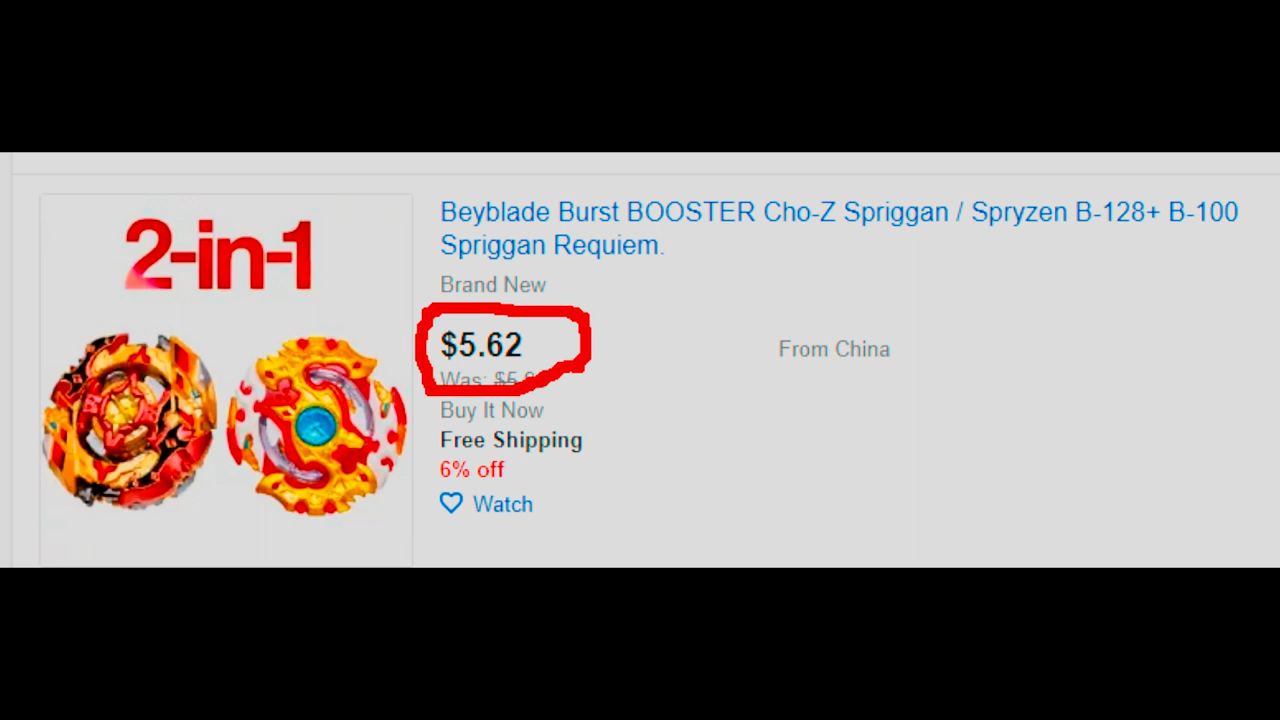 2-in-1
Beyblade Burst BOOSTER Cho-Z Spriggan / Spryzen B-128+ B-100
Spriggan Requiem.
Brand New
$5.62
From China
Was:
Buy It Now
Free Shipping
6% off
Watch